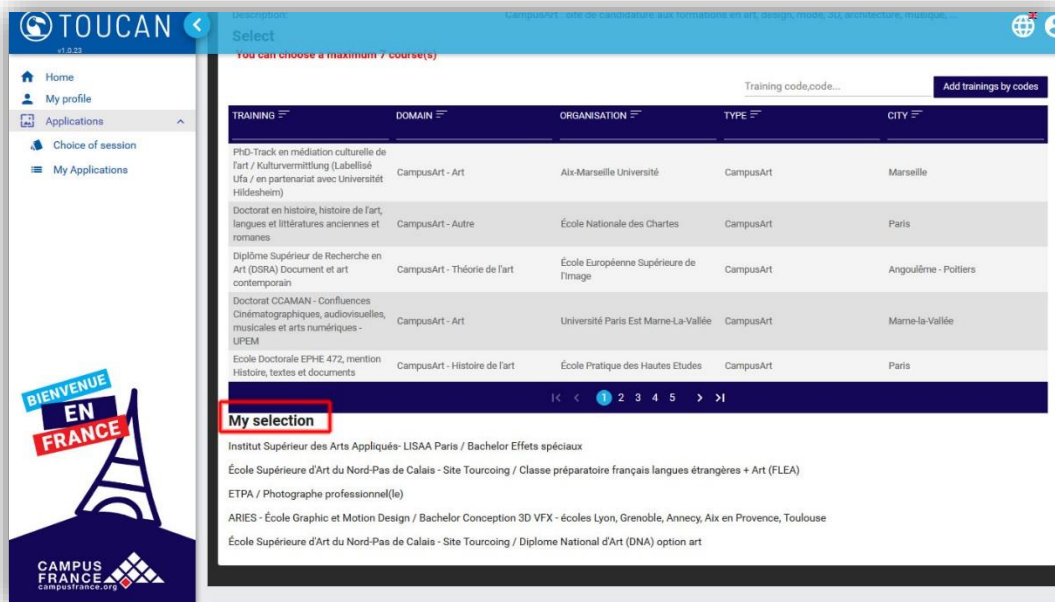 TOUCAN
v1.0.23
Home
My profile
Applications
Choice of session
My Applications
BIENVENUE
EN
FRANCE
CAMPUS
FRANCE
campusfrance.org
Description:
CampusArt : site de candidature aux formations en art, design, mode, 3D, architecture, musique, ...
Select
You can choose a maximum 7 course(s)
Training code,code...
Add trainings by codes
TRAINING DOMAIN ORGANISATION TYPE CITY
PhD-Track en médiation culturelle de
l'art / Kulturvermittlung (Labellisé
Ufa / en partenariat avec Universitét
Hildesheim)
CampusArt - Art
Aix-Marseille Université
CampusArt
Marseille
Doctorat en histoire, histoire de l'art,
langues et littératures anciennes et
romanes
CampusArt - Autre
École Nationale des Chartes
CampusArt
Paris
Diplôme Supérieur de Recherche en
Art (DSRA) Document et art
contemporain
CampusArt - Théorie de l'art
École Européenne Supérieure de
l'Image
CampusArt
Angoulême - Poitiers
Doctorat CCAMAN - Confluences
Cinématographiques, audiovisuelles,
musicales et arts numériques -
UPEM
CampusArt - Art
Université Paris Est Marne-La-Vallée
CampusArt
Marne-la-Vallée
Ecole Doctorale EPHE 472, mention
Histoire, textes et documents
CampusArt - Histoire de l'art
École Pratique des Hautes Etudes
CampusArt
Paris
1 2 3 4 5
My selection
Institut Supérieur des Arts Appliqués- LISAA Paris / Bachelor Effets spéciaux
École Supérieure d'Art du Nord-Pas de Calais - Site Tourcoing / Classe préparatoire français langues étrangères + Art (FLEA)
ETPA / Photographe professionnel(le)
ARIES - École Graphic et Motion Design / Bachelor Conception 3D VFX - écoles Lyon, Grenoble, Annecy, Aix en Provence, Toulouse
École Supérieure d'Art du Nord-Pas de Calais - Site Tourcoing / Diplome National d'Art (DNA) option art